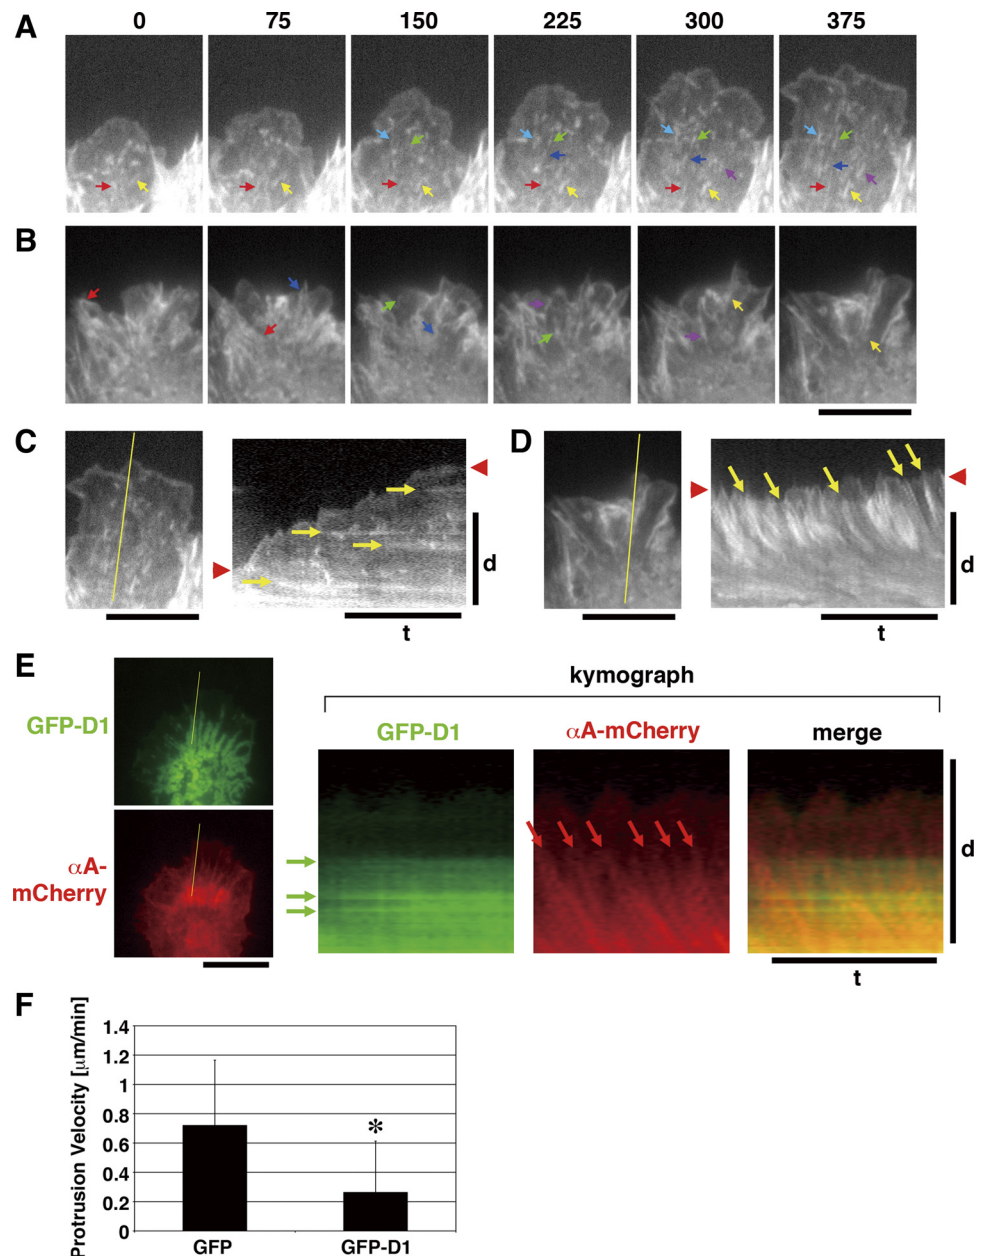 A
0 75 150 225 300 375
B
C
d
t
D
d
t
E
kymograph
GFP-D1
GFP-D1
αA-mCherry
merge
αA-
mCherry
d
t
F
Protrusion Velocity [μm/min]
1.4
1.2
1
0.8
0.6
0.4
0.2
0
*
GFP
GFP-D1